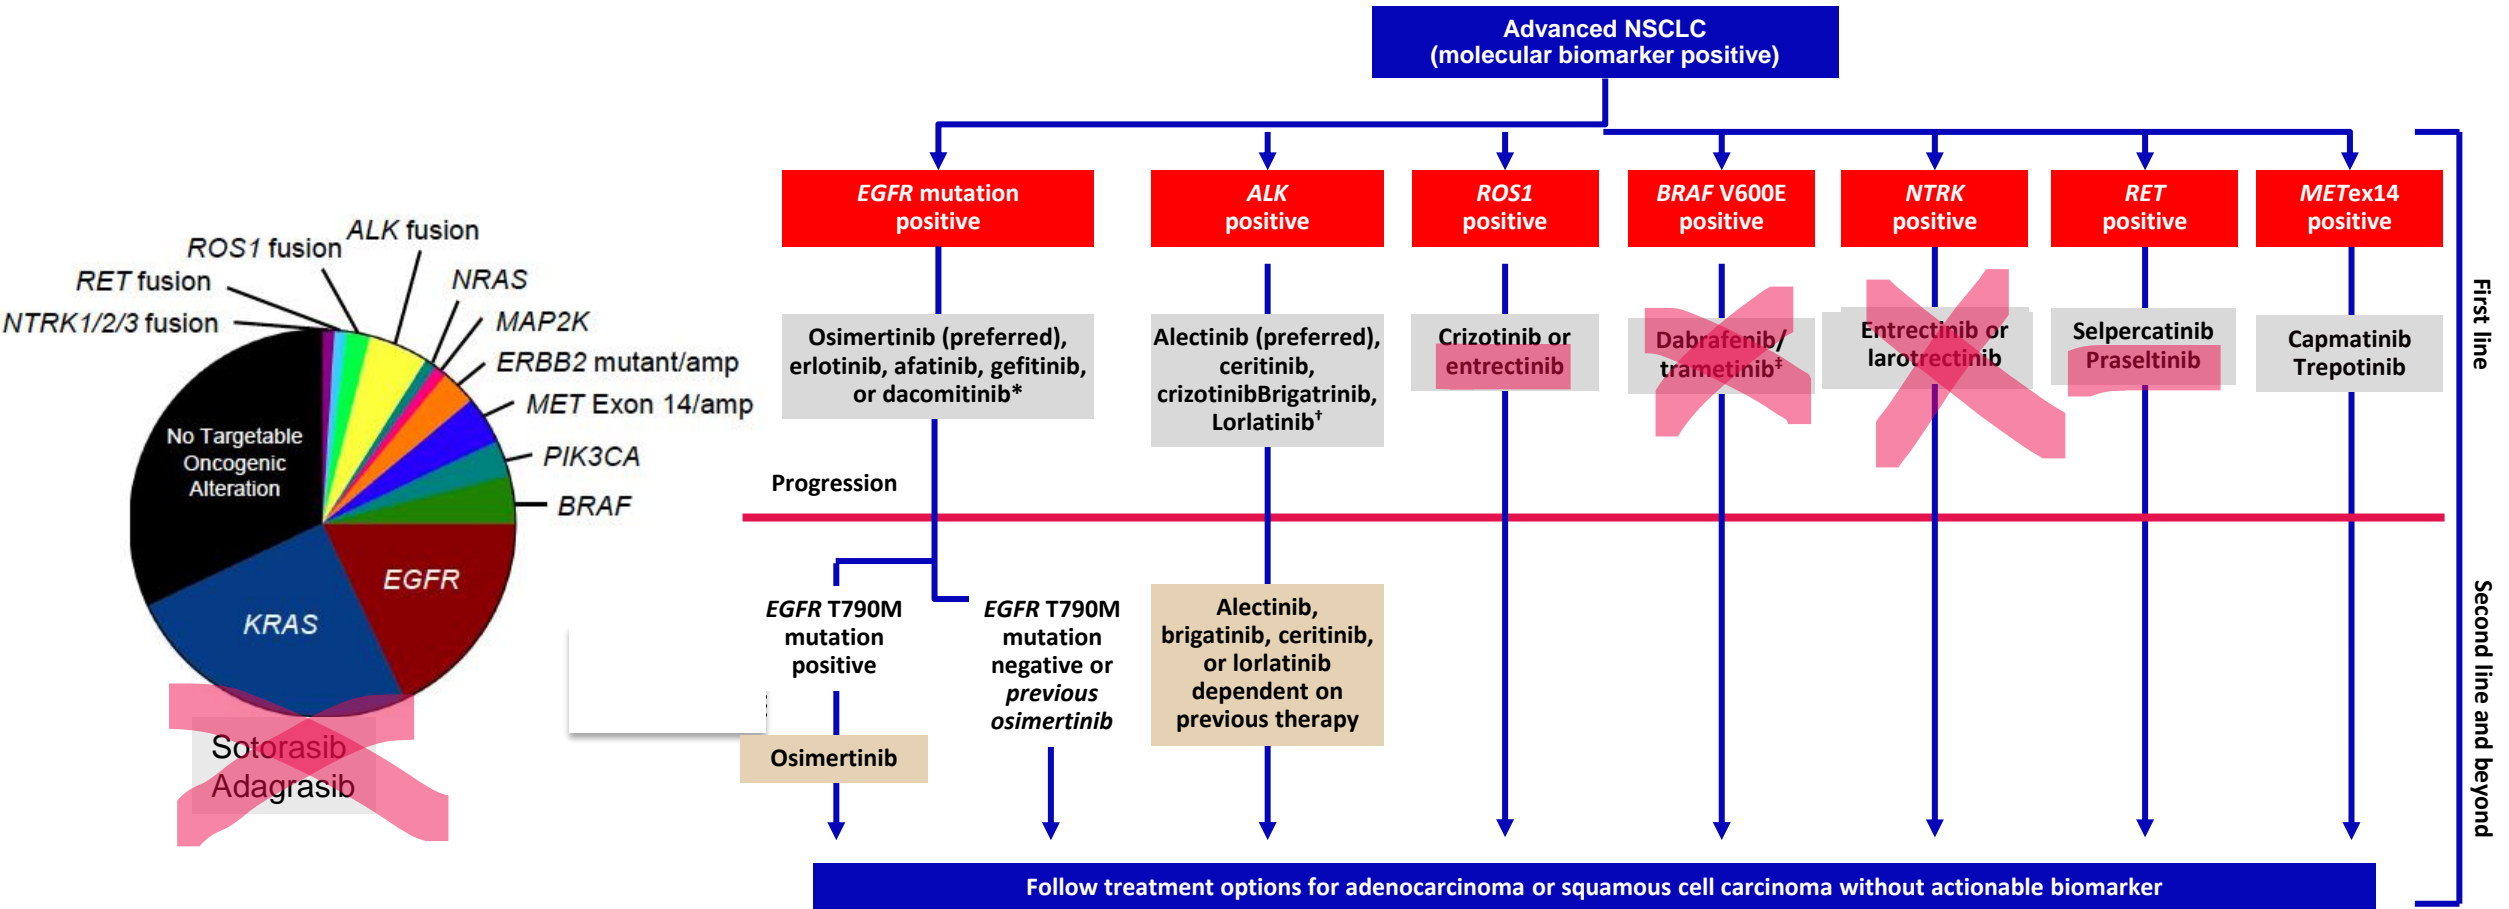 Advanced NSCLC
(molecular biomarker positive)
EGFR mutation
positive
ALK
positive
ROS1
positive
BRAF V600E
positive
NTRK
positive
RET
positive
METex14
positive
ALK fusion
ROS1 fusion
RET fusion
NTRK1/2/3 fusion
NRAS
MAP2K
ERBB2 mutant/amp
MET Exon 14/amp
PIK3CA
BRAF
EGFR
KRAS
No Targetable
Oncogenic
Alteration
Sotorasib
Adagrasib
Osimertinib (preferred),
erlotinib, afatinib, gefitinib,
or dacomitinib*
Alectinib (preferred),
ceritinib,
crizotinibBrigatrinib,
Lorlatinib†
Crizotinib or
entrectinib
Dabrafenib/
trametinib‡
Entrectinib or
larotrectinib
Selpercatinib
Praseltinib
Capmatinib
Trepotinib
First line
Progression
EGFR T790M
mutation
positive
EGFR T790M
mutation
negative or
previous
osimertinib
Alectinib,
brigatinib, ceritinib,
or lorlatinib
dependent on
previous therapy
Osimertinib
Second line and beyond
Follow treatment options for adenocarcinoma or squamous cell carcinoma without actionable biomarker